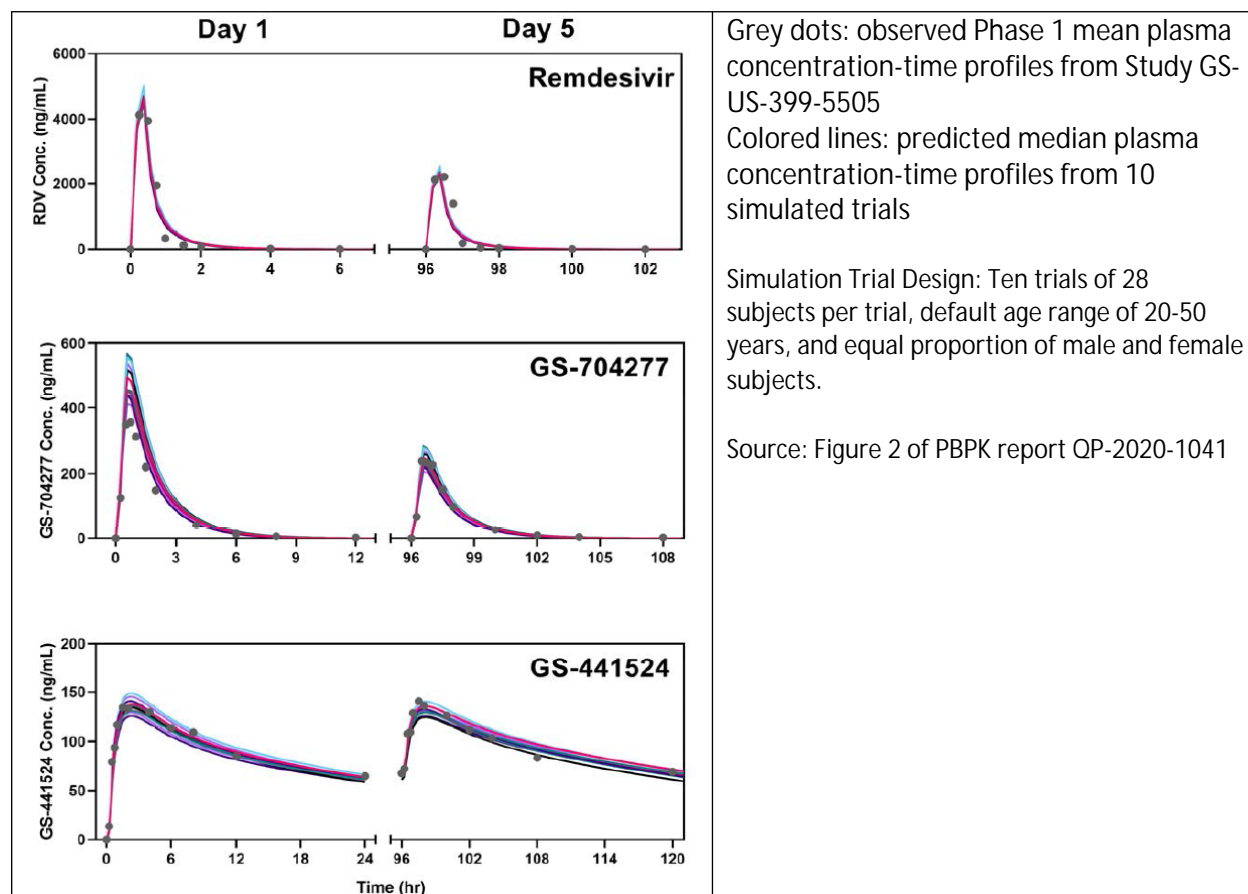 Day 1 Day 5
6000
4000
2000
0
RDV Conc. (ng/mL)
Remdesivir
0 2 4 6 96 98 100 102
600
400
200
0
GS-704277 Conc. (ng/mL)
GS-704277
0 3 6 9 12 96 99 102 105 108
200
150
100
50
0
GS-441524 Conc. (ng/mL)
GS-441524
0 6 12 18 24 96 102 108 114 120
Time (hr)
Grey dots: observed Phase 1 mean plasma
concentration-time profiles from Study GS-
US-399-5505
Colored lines: predicted median plasma
concentration-time profiles from 10
simulated trials
Simulation Trial Design: Ten trials of 28
subjects per trial, default age range of 20-50
years, and equal proportion of male and female
subjects.
Source: Figure 2 of PBPK report QP-2020-1041